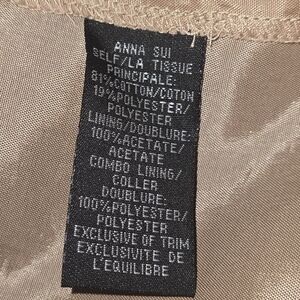 ANNA SUI
SELF/LA TISSUE
PRINCIPALE:
81%COTTON/COTON
19%POLYESTER/
POLYESTER
LINING/DOUBLURE:
100%ACETATE/
ACETATE
COMBO LINING/
COLLER
DOUBLURE:
100%POLYESTER/
POLYESTER
EXCLUSIVE OF TRIM
EXCLUSIVITE DE
L'EQUILIBRE